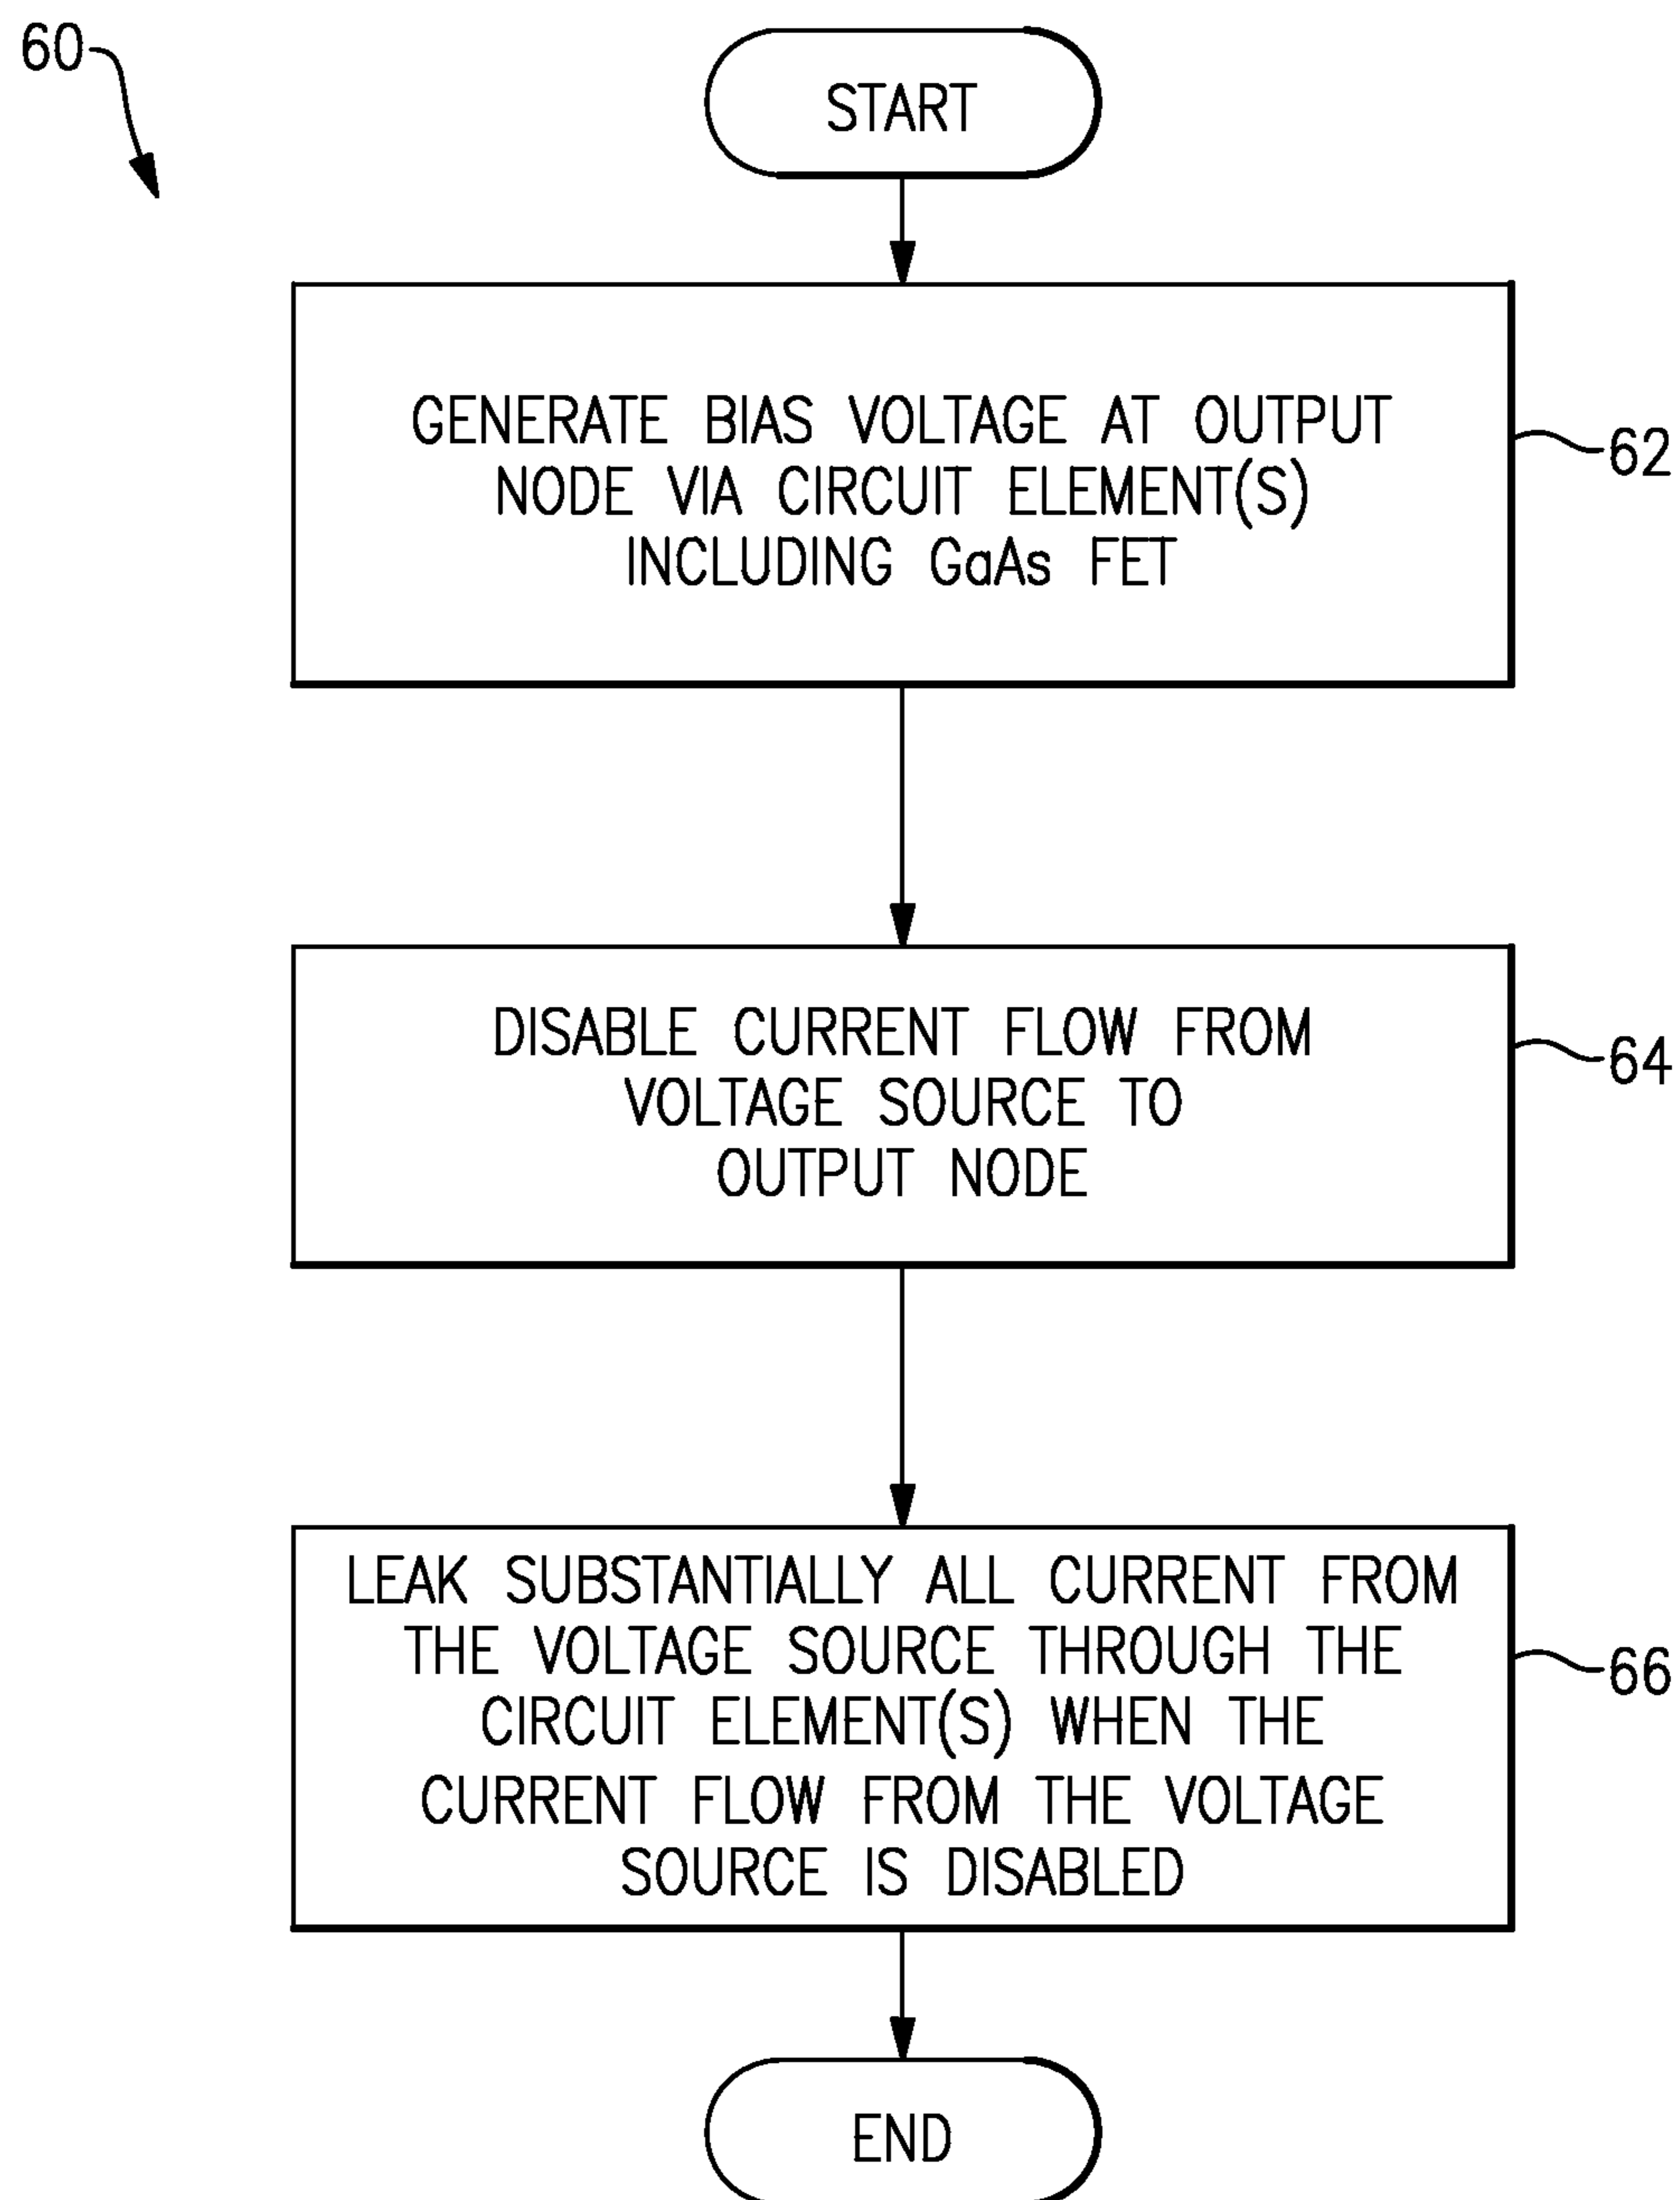 60
START
GENERATE BIAS VOLTAGE AT OUTPUT
NODE VIA CIRCUIT ELEMENT(S)
INCLUDING GaAs FET
62
DISABLE CURRENT FLOW FROM
VOLTAGE SOURCE TO
OUTPUT NODE
64
LEAK SUBSTANTIALLY ALL CURRENT FROM
THE VOLTAGE SOURCE THROUGH THE
CIRCUIT ELEMENT(S) WHEN THE
CURRENT FLOW FROM THE VOLTAGE
SOURCE IS DISABLED
66
END